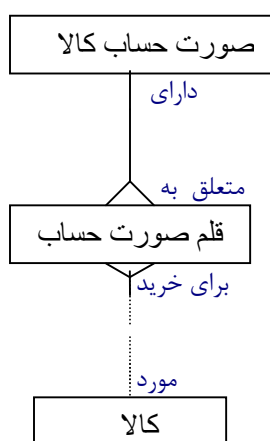 صورت حساب کالا
دارای
متعلق به
قلم صورت حساب
برای خرید
مورد
کالا